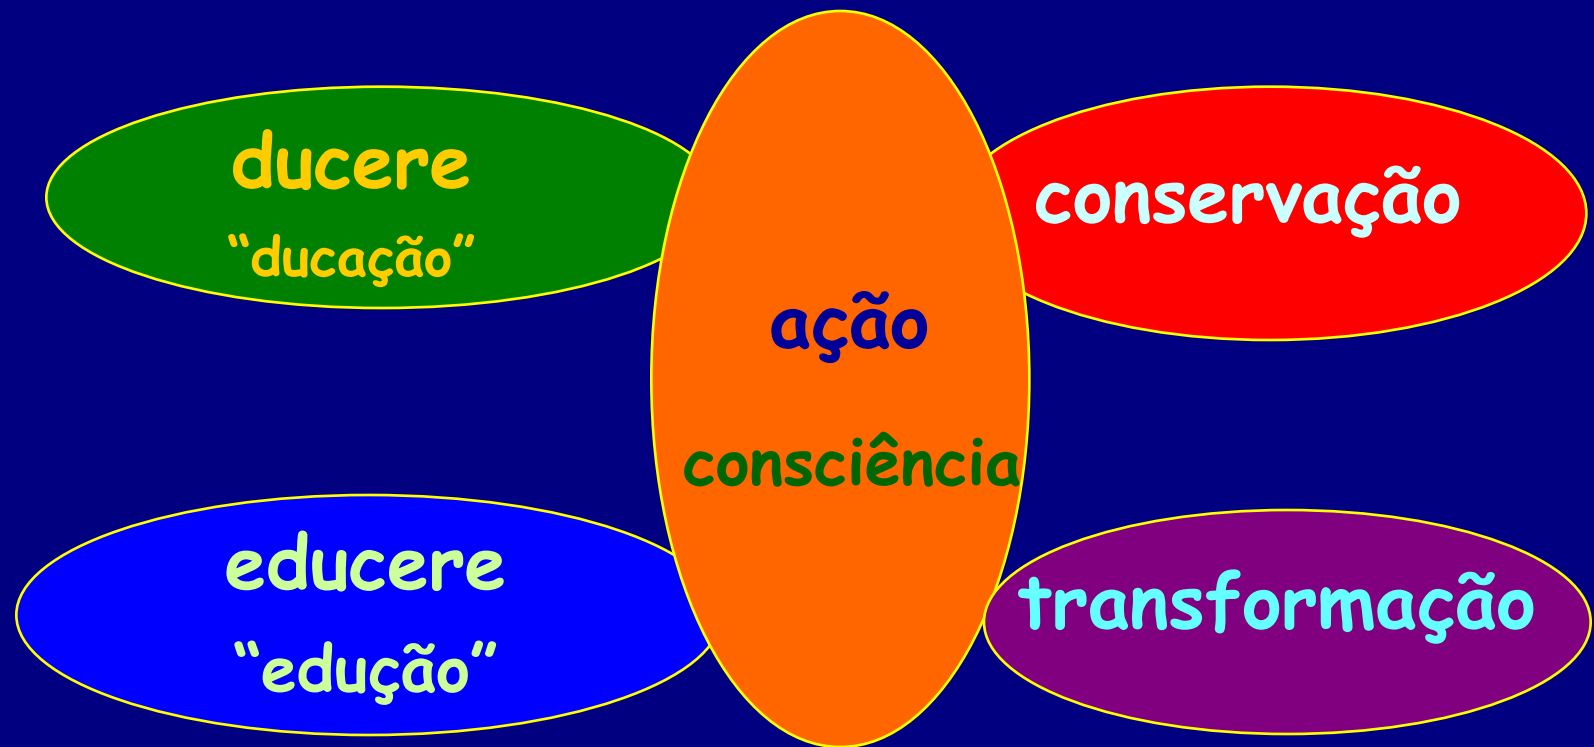 ducere
“ducação”
conservação
ação
consciência
educere
“edução”
transformação